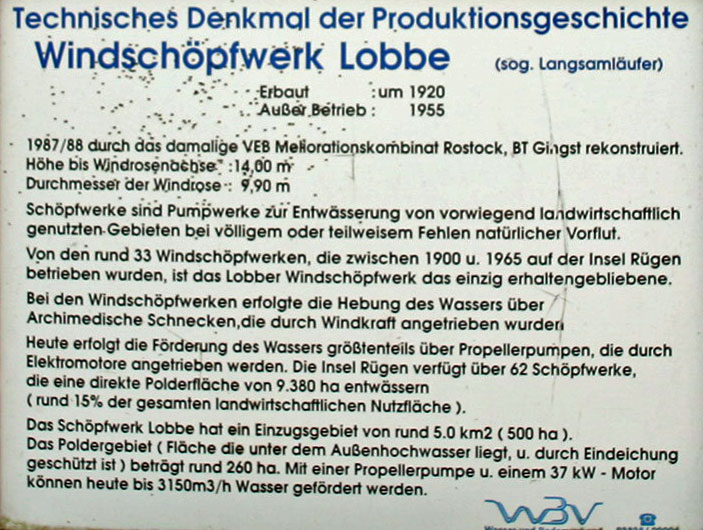 Technisches Denkmal der Produktionsgeschichte
Windschöpfwerk Lobbe (sog. Langsamläufer)
Erbaut : um 1920
Außer Betrieb : 1955
1987/88 durch das damalige VEB Meliorationskombinat Rostock, BT Gingst rekonstruiert.
Höhe bis Windrosenachse : 14,00 m
Durchmesser der Windrose : 9,90 m
Schöpfwerke sind Pumpwerke zur Entwässerung von vorwiegend landwirtschaftlich
genutzten Gebieten bei völligem oder teilweisem Fehlen natürlicher Vorflut.
Von den rund 33 Windschöpfwerken, die zwischen 1900 u. 1965 auf der Insel Rügen
betrieben wurden, ist das Lobber Windschöpfwerk das einzig erhaltengebliebene.
Bei den Windschöpfwerken erfolgte die Hebung des Wassers über
Archimedische Schnecken,die durch Windkraft angetrieben wurden
Heute erfolgt die Förderung des Wassers größtenteils über Propellerpumpen, die durch
Elektromotore angetrieben werden. Die Insel Rügen verfügt über 62 Schöpfwerke,
die eine direkte Polderfläche von 9.380 ha entwässern
( rund 15% der gesamten landwirtschaftlichen Nutzfläche ).
Das Schöpfwerk Lobbe hat ein Einzugsgebiet von rund 5.0 km2 ( 500 ha ).
Das Poldergebiet ( Fläche die unter dem Außenhochwasser liegt, u. durch Eindeichung
geschützt ist ) beträgt rund 260 ha. Mit einer Propellerpumpe u. einem 37 kW - Motor
können heute bis 3150m3/h Wasser gefördert werden.
WBV